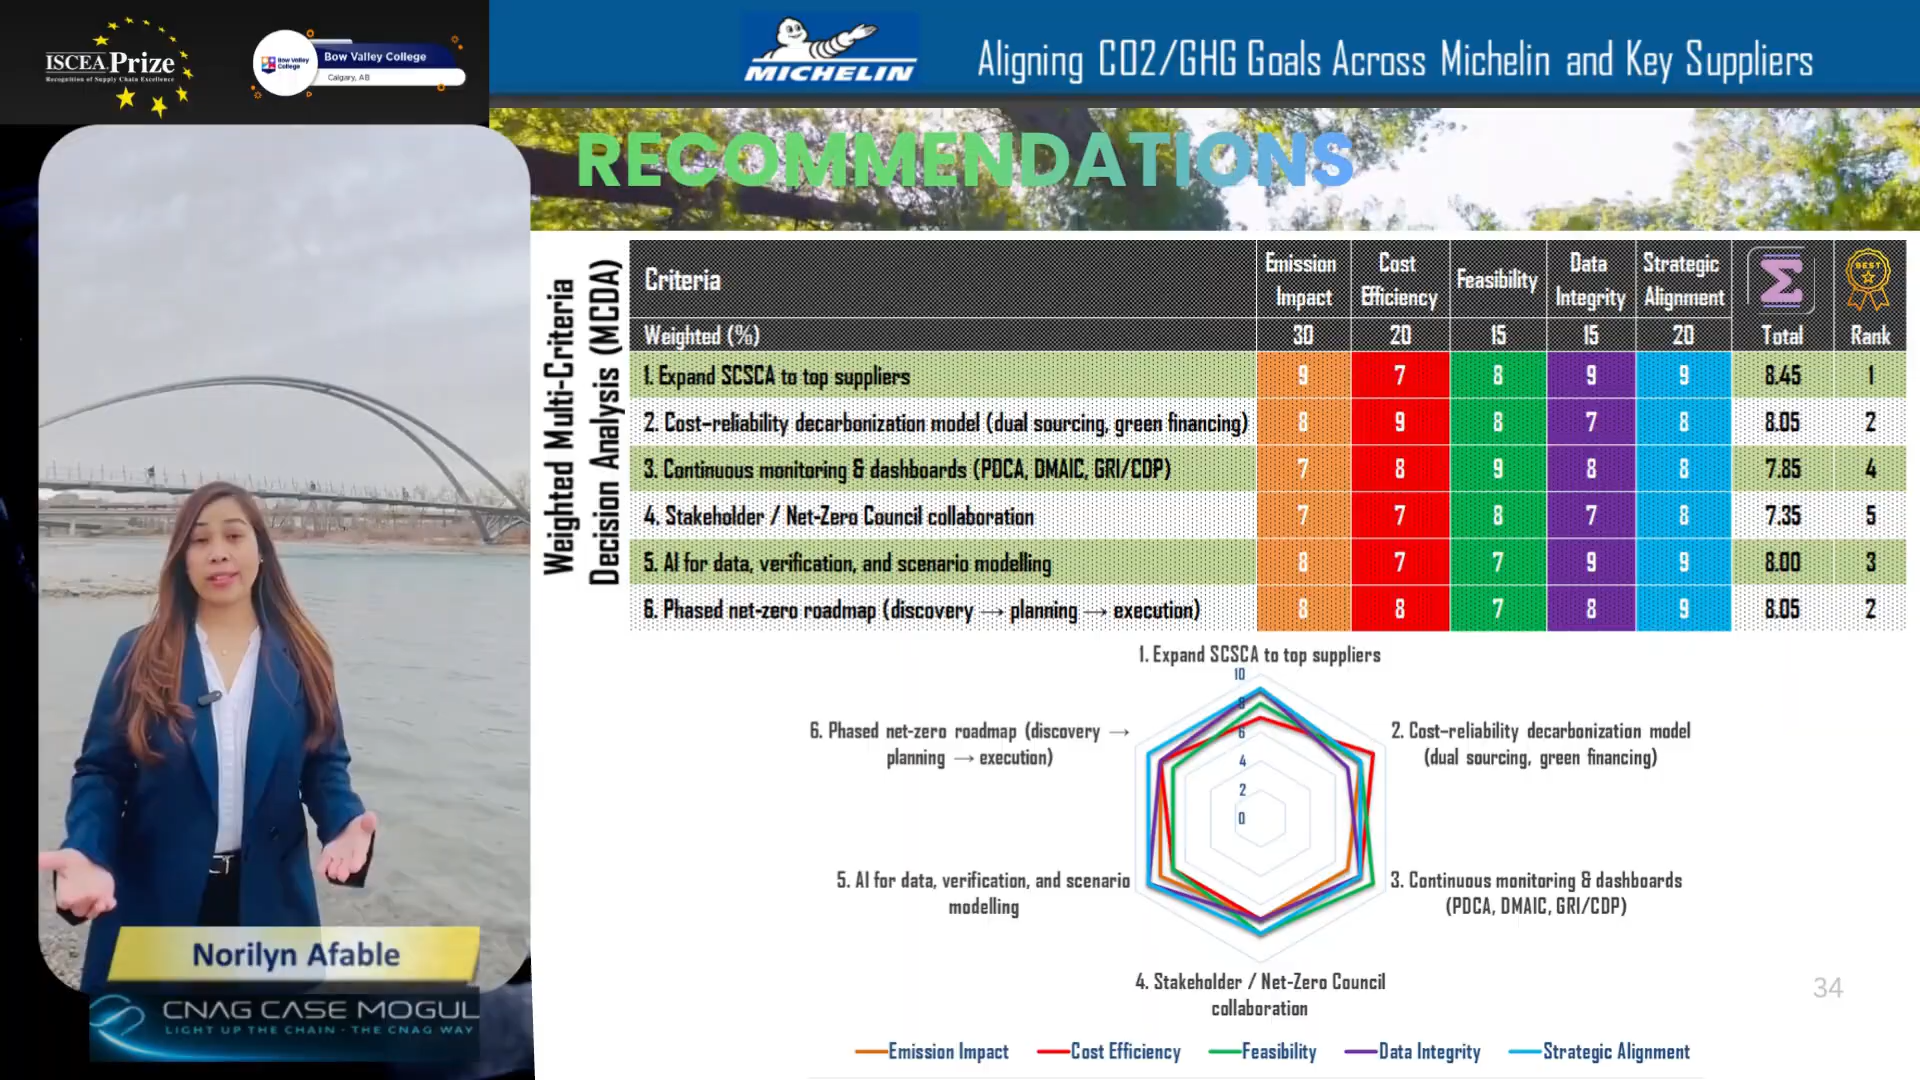 ISCEA Prize
Recognition of Supply Chain Excellence
Bow Valley College
Bow Valley College
Calgary, AB
MICHELIN
Aligning CO2/GHG Goals Across Michelin and Key Suppliers
RECOMMENDATIONS
Weighted Multi-Criteria
Decision Analysis (MCDA)
Criteria Emission Impact Cost Efficiency Feasibility Data Integrity Strategic Alignment Σ BEST
Weighted (%) 30 20 15 15 20 Total Rank
1. Expand SCSCA to top suppliers 9 7 8 9 9 8.45 1
2. Cost-reliability decarbonization model (dual sourcing, green financing) 8 9 8 7 8 8.05 2
3. Continuous monitoring & dashboards (PDCA, DMAIC, GRI/CDP) 7 8 9 8 8 7.85 4
4. Stakeholder / Net-Zero Council collaboration 7 7 8 7 8 7.35 5
5. AI for data, verification, and scenario modelling 8 7 7 9 9 8.00 3
6. Phased net-zero roadmap (discovery → planning → execution) 8 8 7 8 9 8.05 2
1. Expand SCSCA to top suppliers
10
8
6
4
2
0
6. Phased net-zero roadmap (discovery →
planning → execution)
2. Cost-reliability decarbonization model
(dual sourcing, green financing)
5. AI for data, verification, and scenario
modelling
3. Continuous monitoring & dashboards
(PDCA, DMAIC, GRI/CDP)
4. Stakeholder / Net-Zero Council
collaboration
Emission Impact Cost Efficiency Feasibility Data Integrity Strategic Alignment
34
Norilyn Afable
CNAG CASE MOGUL
LIGHT UP THE CHAIN - THE CNAG WAY